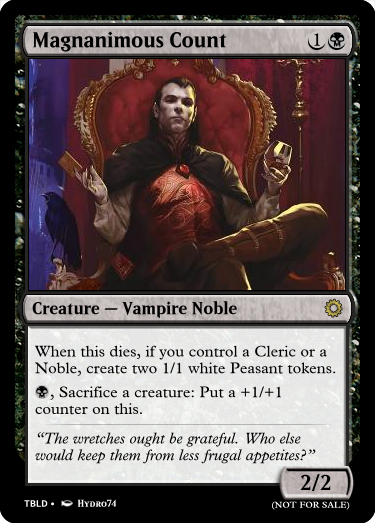 Magnanimous Count 1
Creature — Vampire Noble
When this dies, if you control a Cleric or a
Noble, create two 1/1 white Peasant tokens.
, Sacrifice a creature: Put a +1/+1
counter on this.
“The wretches ought be grateful. Who else
would keep them from less frugal appetites?”
2/2
TBLD • Hydro74
(NOT FOR SALE)